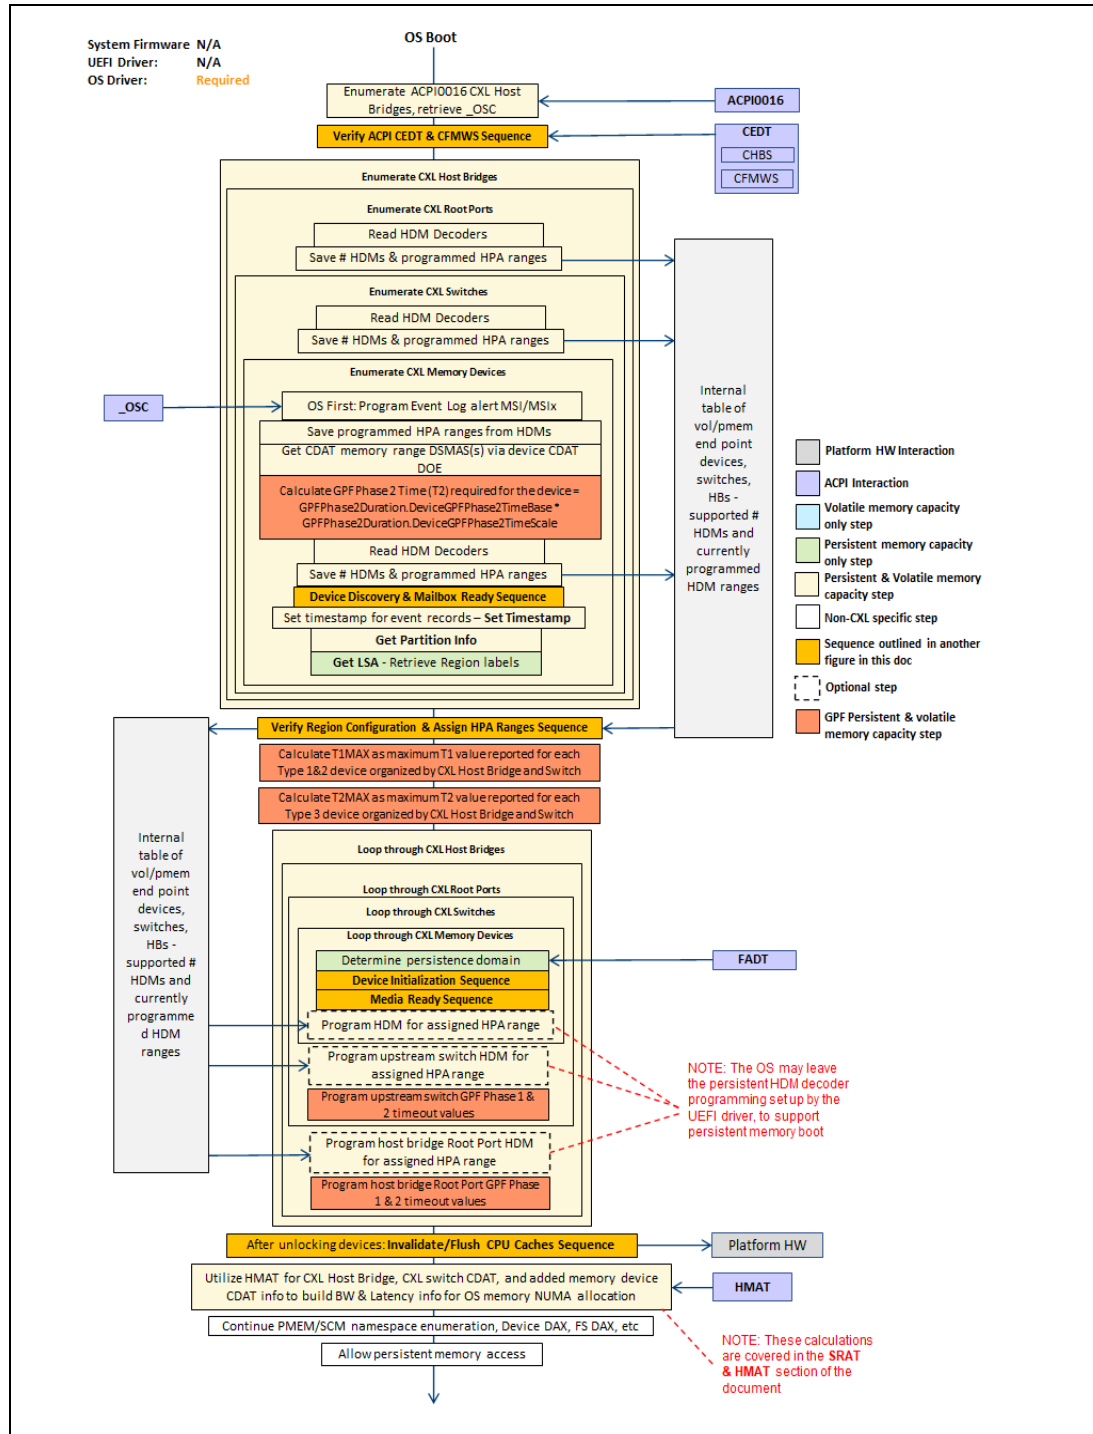 OS Boot
System Firmware N/A
UEFI Driver: N/A
OS Driver: Required
Enumerate ACPI0016 CXL Host
Bridges, retrieve _OSC
ACPI0016
Verify ACPI CEDT & CFMWS Sequence
CEDT
CHBS
CFMWS
Enumerate CXL Host Bridges
Enumerate CXL Root Ports
Read HDM Decoders
Save # HDMs & programmed HPA ranges
Enumerate CXL Switches
Read HDM Decoders
Save # HDMs & programmed HPA ranges
Enumerate CXL Memory Devices
_OSC
OS First: Program Event Log alert MSI/MSIx
Save programmed HPA ranges from HDMs
Get CDAT memory range DSMAS(s) via device CDAT
DOE
Calculate GPF Phase 2 Time (T2) required for the device =
GPFPhase2Duration.DeviceGPFPhase2TimeBase *
GPFPhase2Duration.DeviceGPFPhase2TimeScale
Read HDM Decoders
Save # HDMs & programmed HPA ranges
Device Discovery & Mailbox Ready Sequence
Set timestamp for event records – Set Timestamp
Get Partition Info
Get LSA - Retrieve Region labels
Internal
table of
vol/pmem
end point
devices,
switches,
HBs -
supported #
HDMs and
currently
programmed
HDM ranges
Platform HW Interaction
ACPI Interaction
Volatile memory capacity
only step
Persistent memory capacity
only step
Persistent & Volatile memory
capacity step
Non-CXL specific step
Sequence outlined in another
figure in this doc
Optional step
GPF Persistent & volatile
memory capacity step
Verify Region Configuration & Assign HPA Ranges Sequence
Calculate T1MAX as maximum T1 value reported for each
Type 1&2 device organized by CXL Host Bridge and Switch
Calculate T2MAX as maximum T2 value reported for each
Type 3 device organized by CXL Host Bridge and Switch
Internal
table of
vol/pmem
end point
devices,
switches,
HBs -
supported #
HDMs and
currently
programme
d HDM
ranges
Loop through CXL Host Bridges
Loop through CXL Root Ports
Loop through CXL Switches
Loop through CXL Memory Devices
Determine persistence domain
FADT
Device Initialization Sequence
Media Ready Sequence
Program HDM for assigned HPA range
Program upstream switch HDM for
assigned HPA range
Program upstream switch GPF Phase 1 &
2 timeout values
Program host bridge Root Port HDM
for assigned HPA range
Program host bridge Root Port GPF Phase
1 & 2 timeout values
NOTE: The OS may leave
the persistent HDM decoder
programming set up by the
UEFI driver, to support
persistent memory boot
After unlocking devices: Invalidate/Flush CPU Caches Sequence
Platform HW
Utilize HMAT for CXL Host Bridge, CXL switch CDAT, and added memory device
CDAT info to build BW & Latency info for OS memory NUMA allocation
HMAT
Continue PMEM/SCM namespace enumeration, Device DAX, FS DAX, etc
Allow persistent memory access
NOTE: These calculations
are covered in the SRAT
& HMAT section of the
document